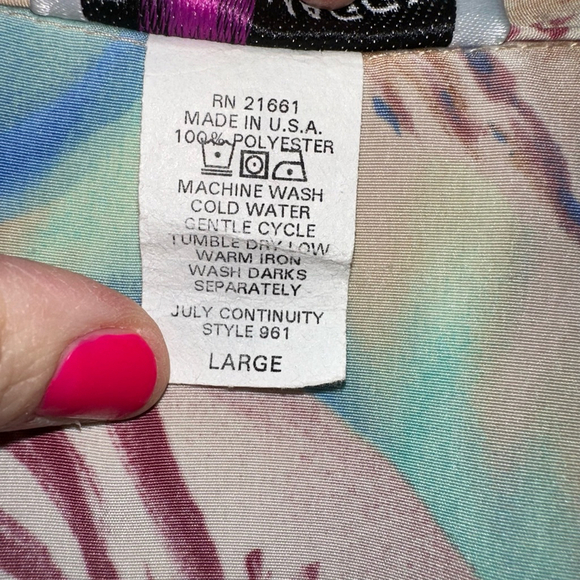 RN 21661
MADE IN U.S.A.
100% POLYESTER
MACHINE WASH
COLD WATER
GENTLE CYCLE
TUMBLE DRY LOW
WARM IRON
WASH DARKS
SEPARATELY
JULY CONTINUITY
STYLE 961
LARGE